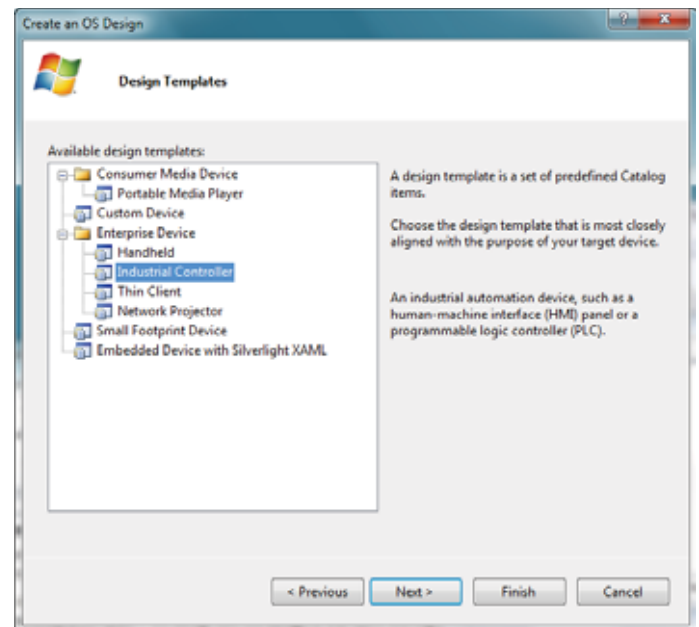 Create an OS Design
?
Design Templates
Available design templates:
Consumer Media Device
Portable Media Player
Custom Device
Enterprise Device
Handheld
Industrial Controller
Thin Client
Network Projector
Small Footprint Device
Embedded Device with Silverlight XAML
A design template is a set of predefined Catalog
items.
Choose the design template that is most closely
aligned with the purpose of your target device.
An industrial automation device, such as a
human-machine interface (HMI) panel or a
programmable logic controller (PLC).
< Previous
Next >
Finish
Cancel